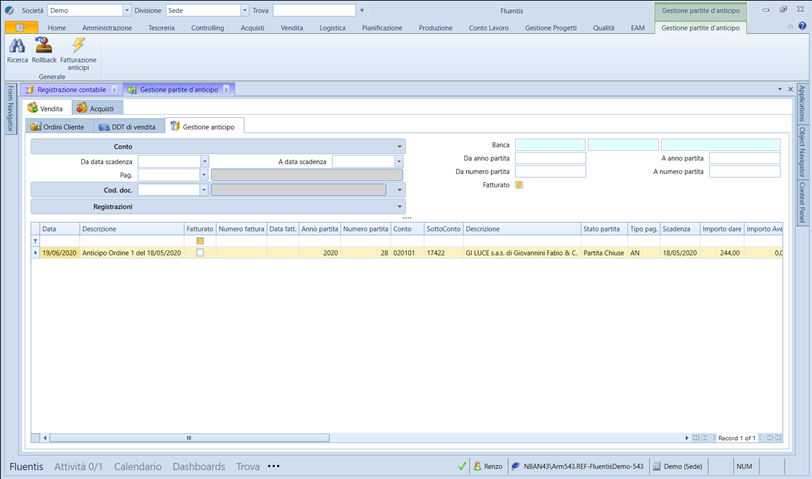 Società Demo Divisione Sede Trova Fluentis Gestione partite d'anticipo
Home Amministrazione Tesoreria Controlling Acquisti Vendita Logistica Pianificazione Produzione Conto Lavoro Gestione Progetti Qualità EAM Gestione partite d'anticipo
Ricerca Rollback Fatturazione anticipi
Generale
Form Navigator
Registrazione contabile x Gestione partite d'anticipo x
Vendita Acquisti
Ordini Cliente DDT di vendita Gestione anticipo
Conto Banca
Da data scadenza A data scadenza Da anno partita A anno partita
Pag. Da numero partita A numero partita
Cod. doc. Fatturato
Registrazioni
Data Descrizione Fatturato Numero fattura Data fatt. Anno partita Numero partita Conto SottoConto Descrizione Stato partita Tipo pag. Scadenza Importo dare Importo Ave
19/06/2020 Anticipo Ordine 1 del 18/05/2020 2020 28 020101 17422 GI LUCE s.a.s. di Giovannini Fabio & C. Partita Chiuse AN 18/05/2020 244,00 0,0
Record 1 of 1
Applications Object Navigator Context Panel
Fluentis Attività 0/1 Calendario Dashboards Trova ••• Renzo NBAN43\Arm543.REF-FluentisDemo-543 Demo (Sede) NUM